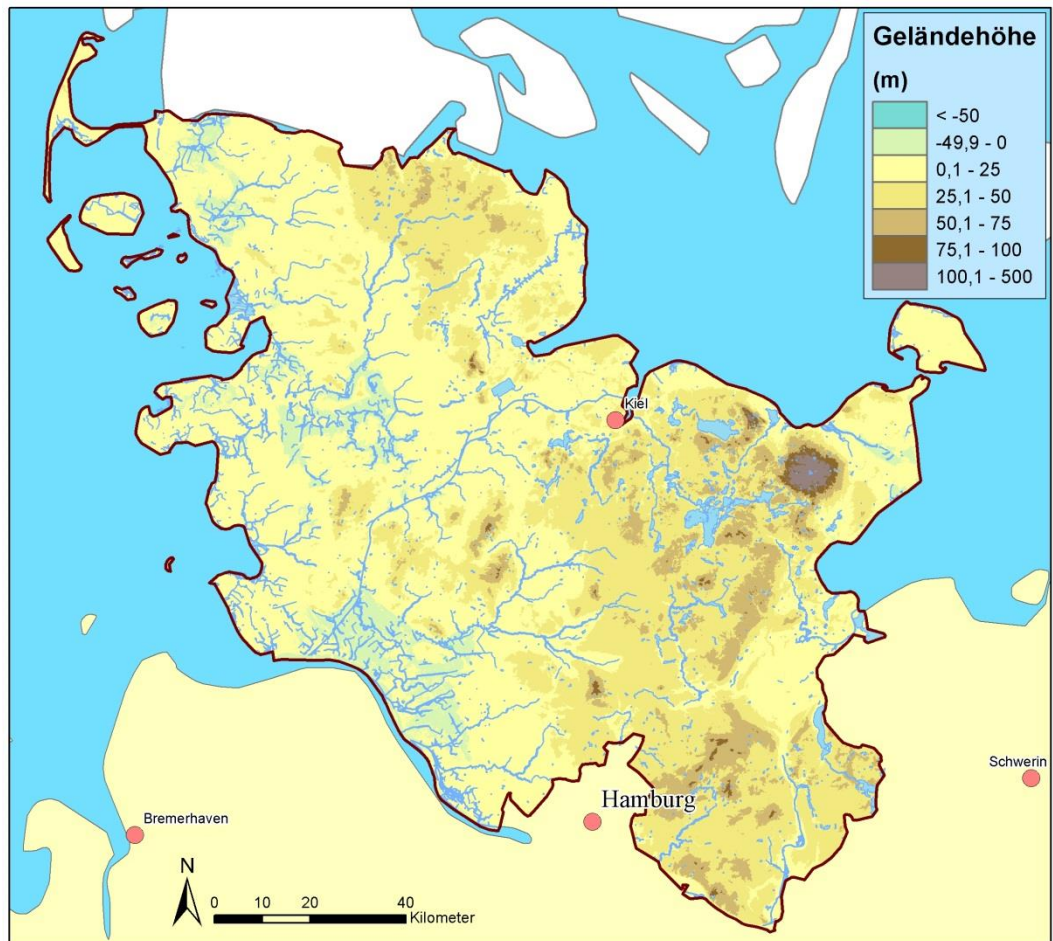 Geländehöhe
(m)
< -50
-49,9 - 0
0,1 - 25
25,1 - 50
50,1 - 75
75,1 - 100
100,1 - 500
Kiel
Schwerin
Hamburg
Bremerhaven
N
0 10 20 40
Kilometer